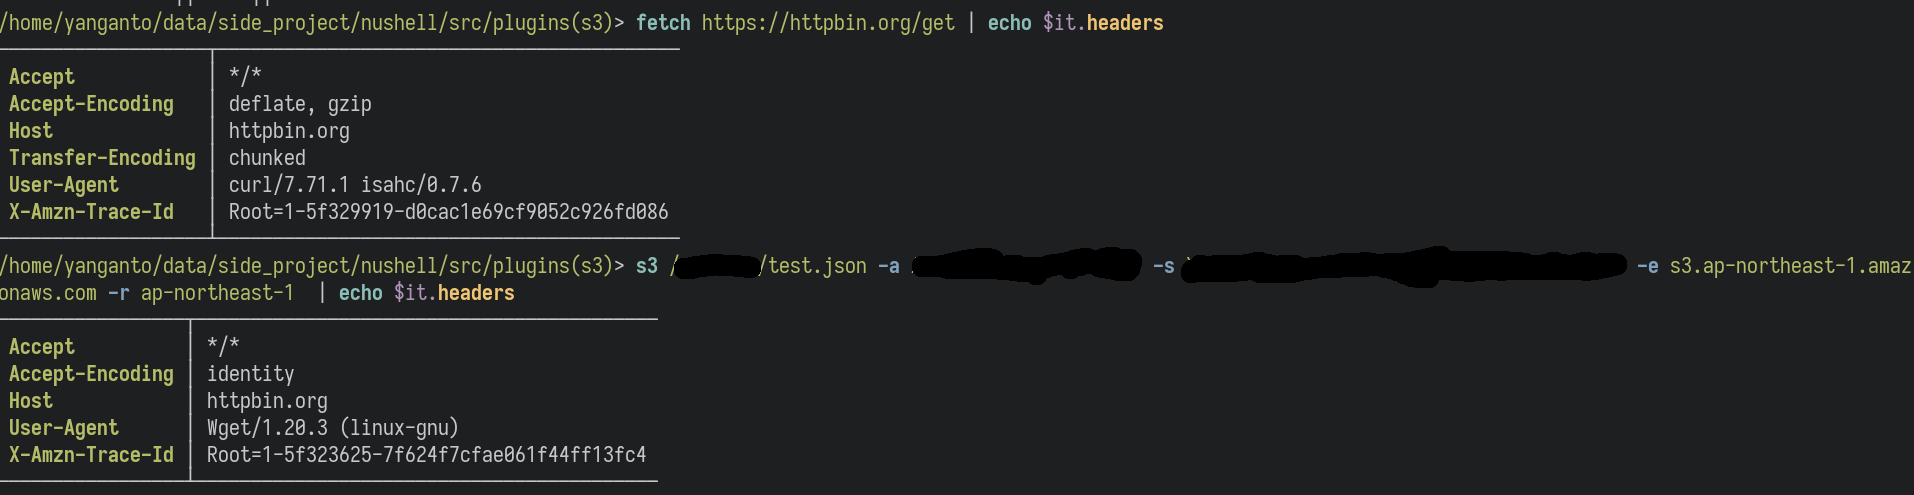 /home/yanganto/data/side_project/nushell/src/plugins(s3)> fetch https://httpbin.org/get | echo $it.headers
Accept │ */*
Accept-Encoding │ deflate, gzip
Host │ httpbin.org
Transfer-Encoding │ chunked
User-Agent │ curl/7.71.1 isahc/0.7.6
X-Amzn-Trace-Id │ Root=1-5f329919-d0cac1e69cf9052c926fd086
/home/yanganto/data/side_project/nushell/src/plugins(s3)> s3 / /test.json -a -s -e s3.ap-northeast-1.amaz
onaws.com -r ap-northeast-1 | echo $it.headers
Accept │ */*
Accept-Encoding │ identity
Host │ httpbin.org
User-Agent │ Wget/1.20.3 (linux-gnu)
X-Amzn-Trace-Id │ Root=1-5f323625-7f624f7cfae061f44ff13fc4